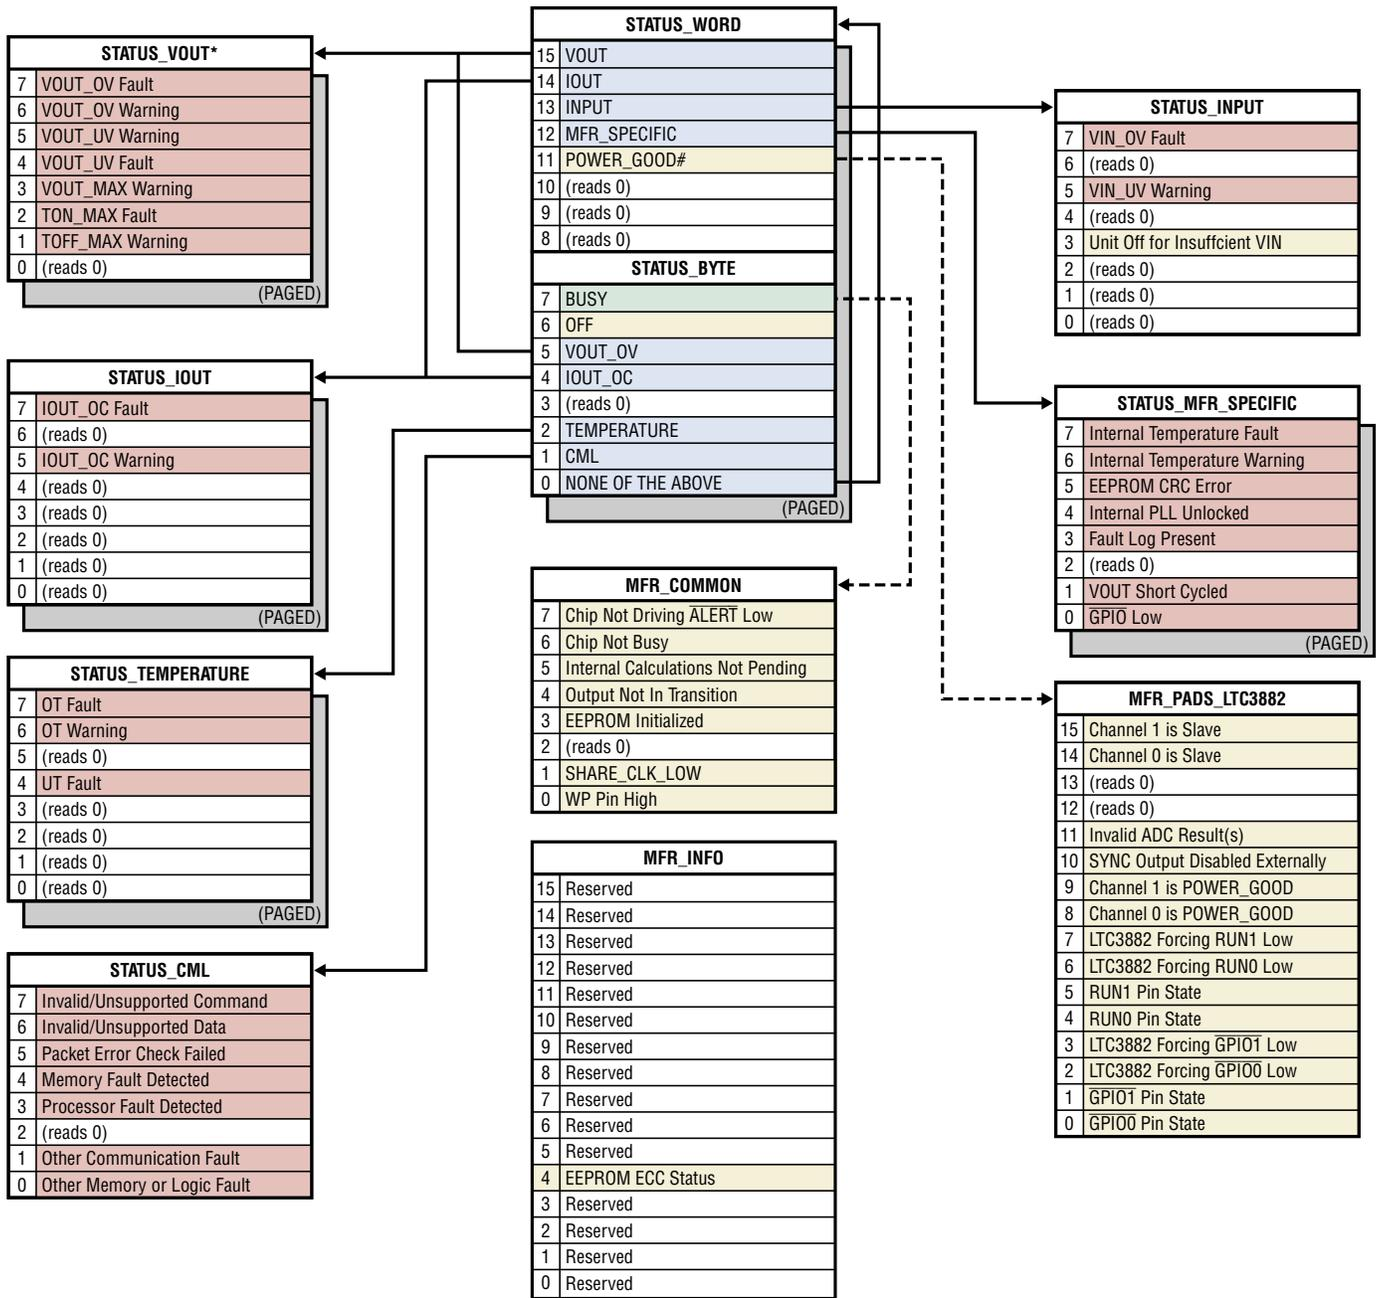 STATUS_VOUT*
7 VOUT_OV Fault
6 VOUT_OV Warning
5 VOUT_UV Warning
4 VOUT_UV Fault
3 VOUT_MAX Warning
2 TON_MAX Fault
1 TOFF_MAX Warning
0 (reads 0)
(PAGED)
STATUS_IOUT
7 IOUT_OC Fault
6 (reads 0)
5 IOUT_OC Warning
4 (reads 0)
3 (reads 0)
2 (reads 0)
1 (reads 0)
0 (reads 0)
(PAGED)
STATUS_TEMPERATURE
7 OT Fault
6 OT Warning
5 (reads 0)
4 UT Fault
3 (reads 0)
2 (reads 0)
1 (reads 0)
0 (reads 0)
(PAGED)
STATUS_CML
7 Invalid/Unsupported Command
6 Invalid/Unsupported Data
5 Packet Error Check Failed
4 Memory Fault Detected
3 Processor Fault Detected
2 (reads 0)
1 Other Communication Fault
0 Other Memory or Logic Fault
STATUS_WORD
15 VOUT
14 IOUT
13 INPUT
12 MFR_SPECIFIC
11 POWER_GOOD#
10 (reads 0)
9 (reads 0)
8 (reads 0)
STATUS_BYTE
7 BUSY
6 OFF
5 VOUT_OV
4 IOUT_OC
3 (reads 0)
2 TEMPERATURE
1 CML
0 NONE OF THE ABOVE
(PAGED)
MFR_COMMON
7 Chip Not Driving A̅L̅E̅R̅T̅ Low
6 Chip Not Busy
5 Internal Calculations Not Pending
4 Output Not In Transition
3 EEPROM Initialized
2 (reads 0)
1 SHARE_CLK_LOW
0 WP Pin High
MFR_INFO
15 Reserved
14 Reserved
13 Reserved
12 Reserved
11 Reserved
10 Reserved
9 Reserved
8 Reserved
7 Reserved
6 Reserved
5 Reserved
4 EEPROM ECC Status
3 Reserved
2 Reserved
1 Reserved
0 Reserved
STATUS_INPUT
7 VIN_OV Fault
6 (reads 0)
5 VIN_UV Warning
4 (reads 0)
3 Unit Off for Insuffcient VIN
2 (reads 0)
1 (reads 0)
0 (reads 0)
STATUS_MFR_SPECIFIC
7 Internal Temperature Fault
6 Internal Temperature Warning
5 EEPROM CRC Error
4 Internal PLL Unlocked
3 Fault Log Present
2 (reads 0)
1 VOUT Short Cycled
0 G̅P̅I̅O̅ Low
(PAGED)
MFR_PADS_LTC3882
15 Channel 1 is Slave
14 Channel 0 is Slave
13 (reads 0)
12 (reads 0)
11 Invalid ADC Result(s)
10 SYNC Output Disabled Externally
9 Channel 1 is POWER_GOOD
8 Channel 0 is POWER_GOOD
7 LTC3882 Forcing RUN1 Low
6 LTC3882 Forcing RUN0 Low
5 RUN1 Pin State
4 RUN0 Pin State
3 LTC3882 Forcing G̅P̅I̅O̅1̅ Low
2 LTC3882 Forcing G̅P̅I̅O̅0̅ Low
1 G̅P̅I̅O̅1̅ Pin State
0 G̅P̅I̅O̅0̅ Pin State